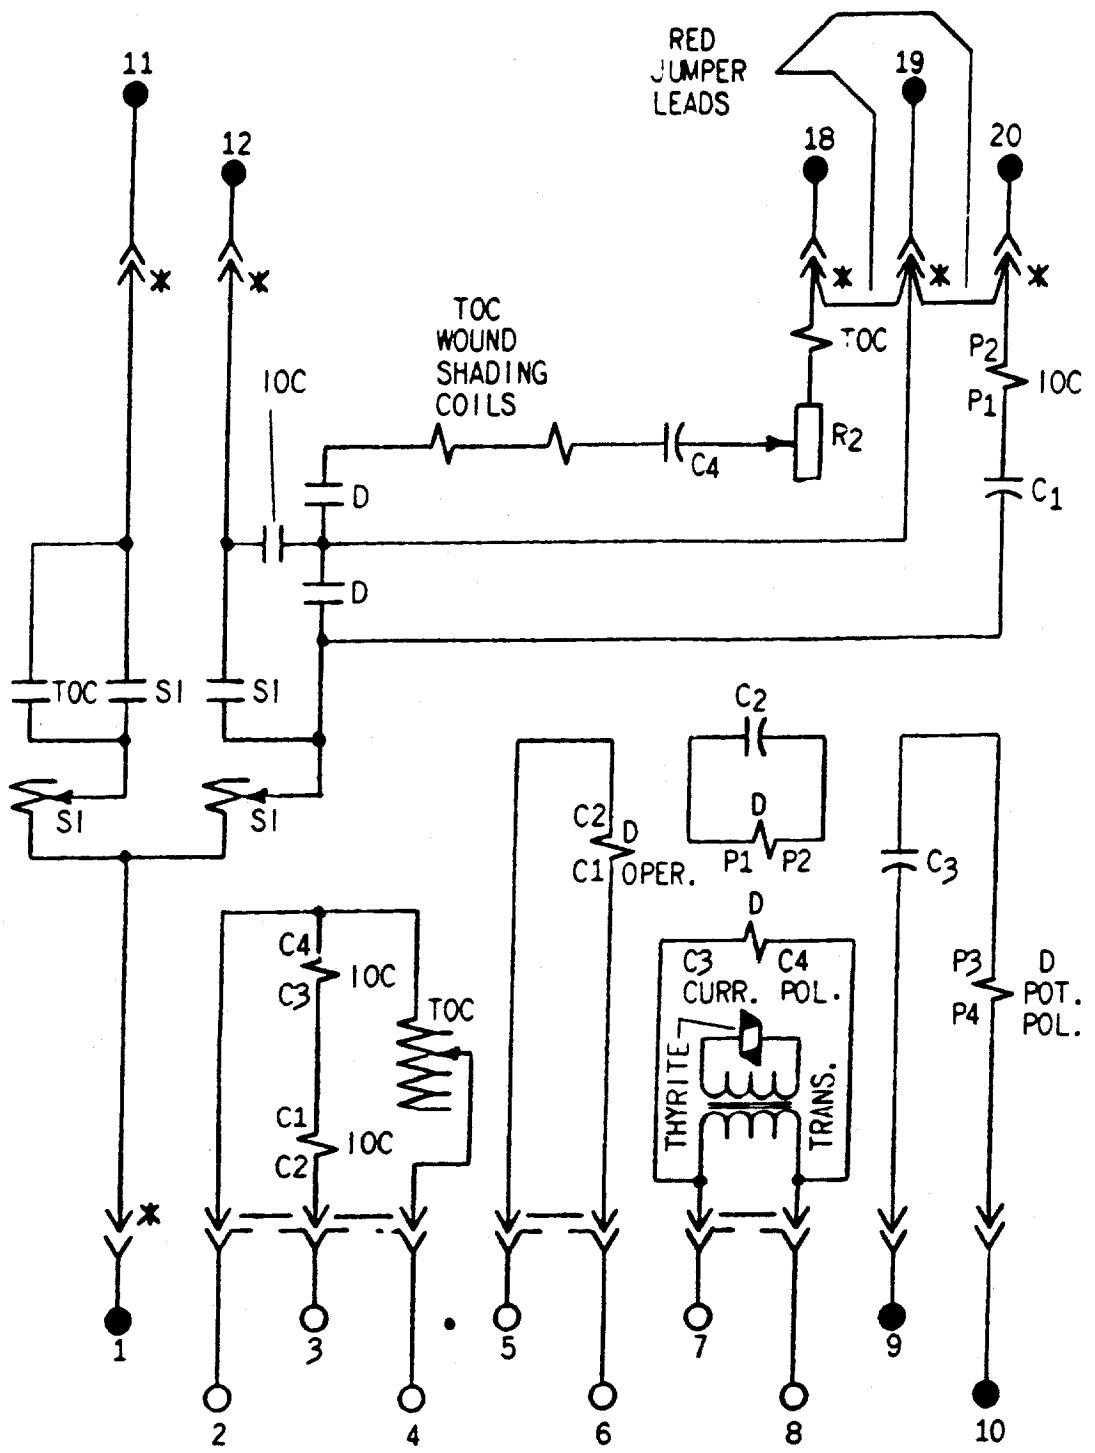 RED
JUMPER
LEADS
11
12
18
19
20
TOC
WOUND
SHADING
COILS
IOC
TOC
P2
P1
IOC
R2
C4
C1
D
D
TOC
SI
SI
SI
SI
C2
D
P1
P2
C2
D
C1
OPER.
C3
C4
C3
IOC
TOC
C1
C2
IOC
D
C3
C4
CURR.
POL.
THYRITE
TRANS.
P3
P4
D
POT.
POL.
1
2
3
4
5
6
7
8
9
10